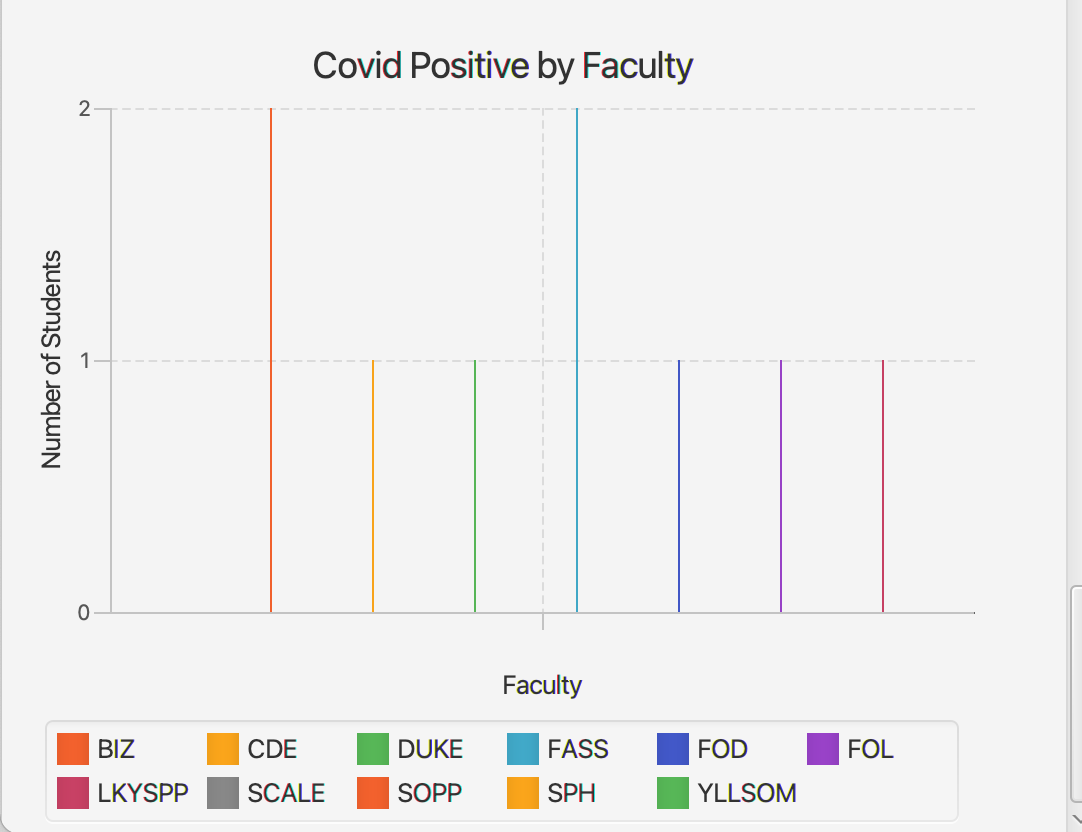 Covid Positive by Faculty
2
1
0
Number of Students
Faculty
BIZ CDE DUKE FASS FOD FOL
LKYSPP SCALE SOPP SPH YLLSOM